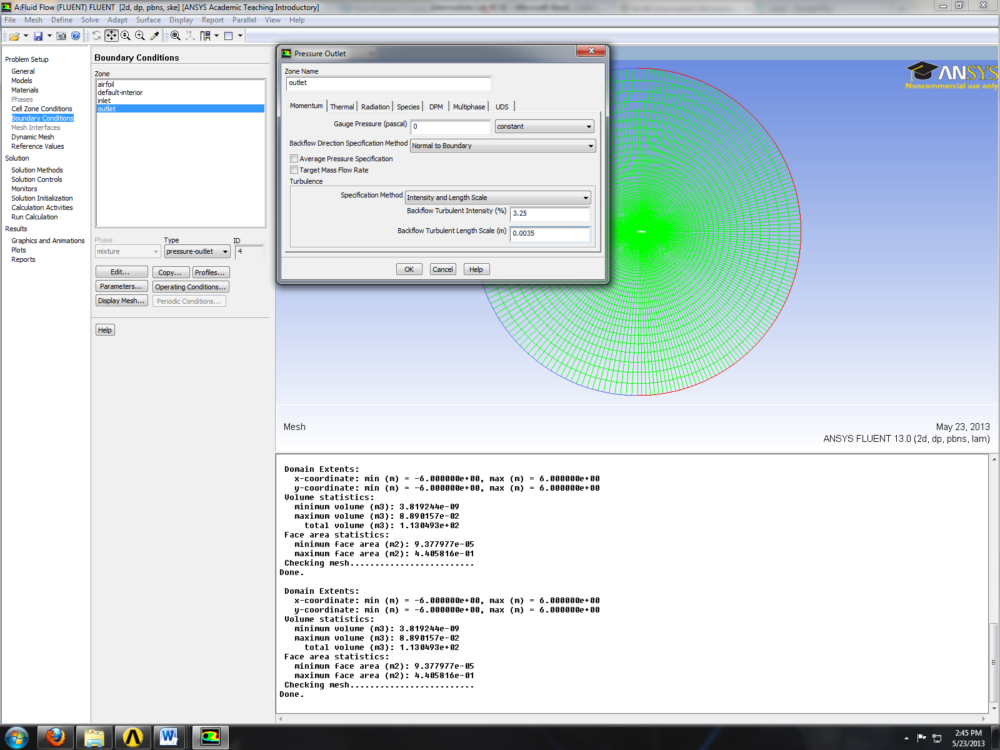 A:Fluid Flow (FLUENT) FLUENT [2d, dp, pbns, ske] [ANSYS Academic Teaching Introductory]
File Mesh Define Solve Adapt Surface Display Report Parallel View Help
Problem Setup
General
Models
Materials
Phases
Cell Zone Conditions
Boundary Conditions
Mesh Interfaces
Dynamic Mesh
Reference Values
Solution
Solution Methods
Solution Controls
Monitors
Solution Initialization
Calculation Activities
Run Calculation
Results
Graphics and Animations
Plots
Reports
Boundary Conditions
Zone
airfoil
default-interior
inlet
outlet
Phase Type ID
mixture pressure-outlet 4
Edit... Copy... Profiles...
Parameters... Operating Conditions...
Display Mesh... Periodic Conditions...
Help
Pressure Outlet
Zone Name
outlet
Momentum Thermal Radiation Species DPM Multiphase UDS
Gauge Pressure (pascal) 0 constant
Backflow Direction Specification Method Normal to Boundary
Average Pressure Specification
Target Mass Flow Rate
Turbulence
Specification Method Intensity and Length Scale
Backflow Turbulent Intensity (%) 3.25
Backflow Turbulent Length Scale (m) 0.0035
OK Cancel Help
ANSYS
Noncommercial use only
Mesh
May 23, 2013
ANSYS FLUENT 13.0 (2d, dp, pbns, lam)
Domain Extents:
x-coordinate: min (m) = -6.000000e+00, max (m) = 6.000000e+00
y-coordinate: min (m) = -6.000000e+00, max (m) = 6.000000e+00
Volume statistics:
minimum volume (m3): 3.819244e-09
maximum volume (m3): 8.890157e-02
total volume (m3): 1.130493e+02
Face area statistics:
minimum face area (m2): 9.377977e-05
maximum face area (m2): 4.405816e-01
Checking mesh.........................
Done.
Domain Extents:
x-coordinate: min (m) = -6.000000e+00, max (m) = 6.000000e+00
y-coordinate: min (m) = -6.000000e+00, max (m) = 6.000000e+00
Volume statistics:
minimum volume (m3): 3.819244e-09
maximum volume (m3): 8.890157e-02
total volume (m3): 1.130493e+02
Face area statistics:
minimum face area (m2): 9.377977e-05
maximum face area (m2): 4.405816e-01
Checking mesh.........................
Done.
2:45 PM
5/23/2013